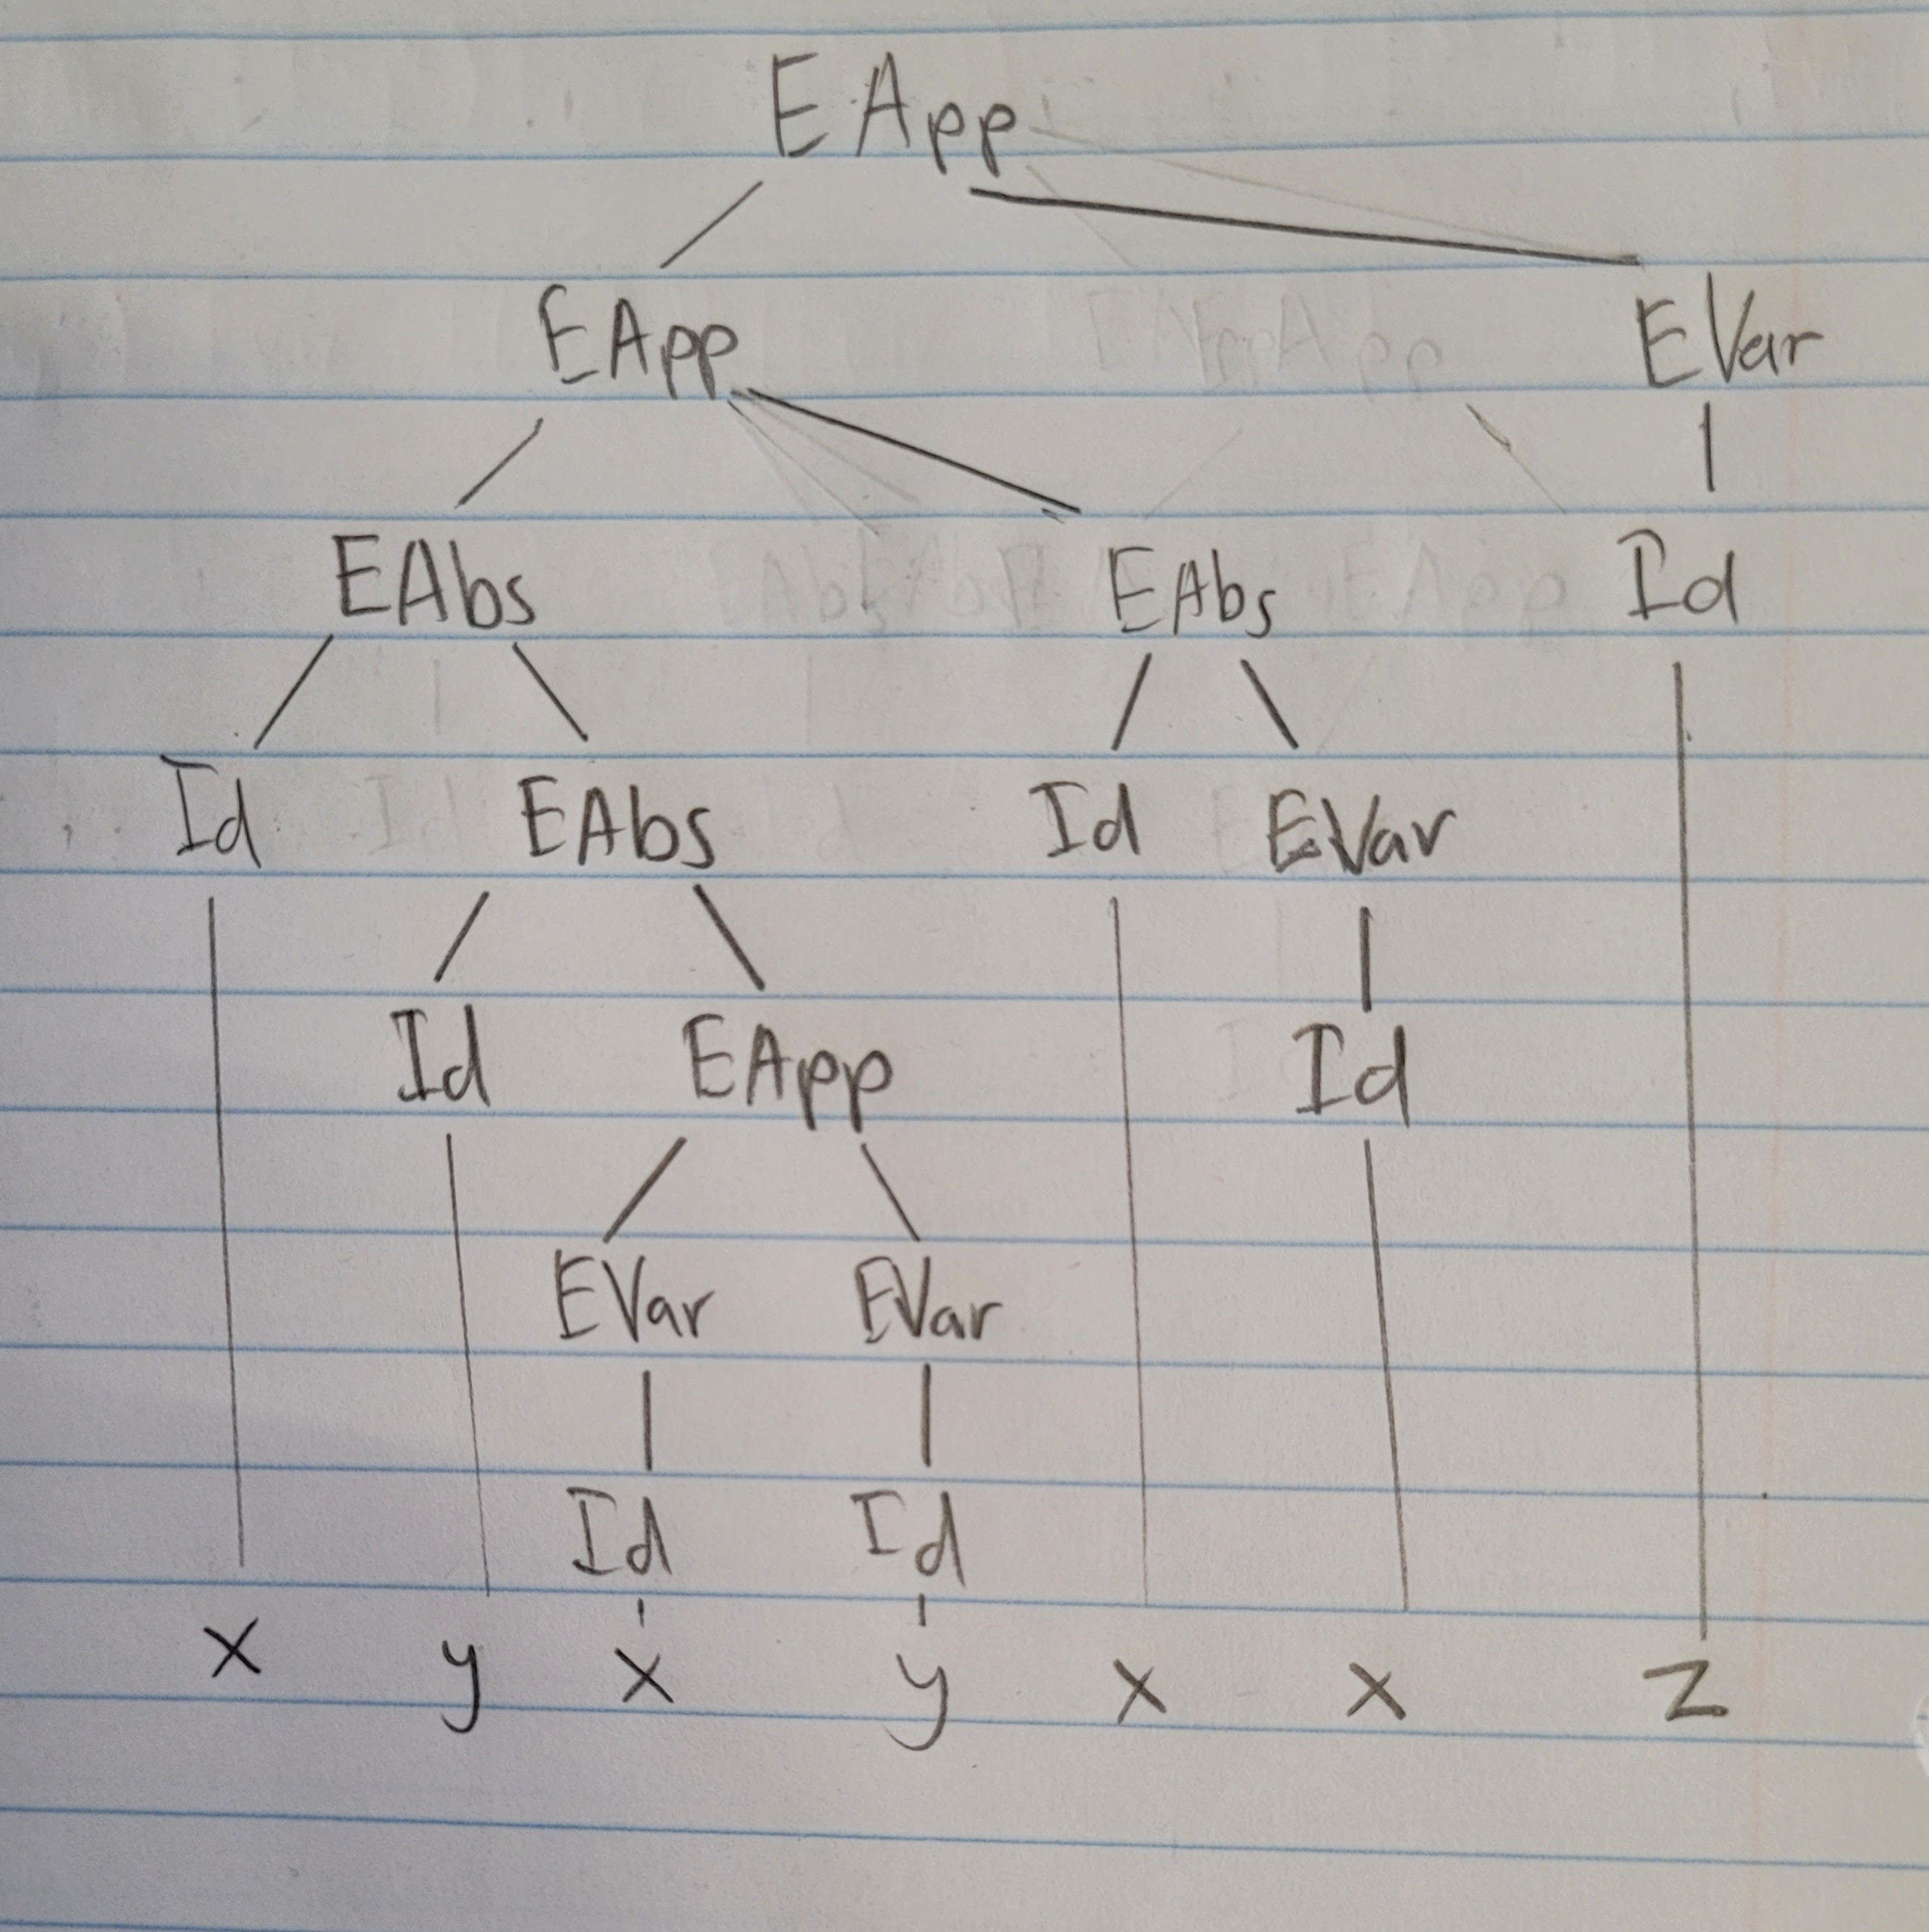 EApp
EApp EVar
EAbs EAbs Id
Id EAbs Id EVar
Id EApp Id
EVar EVar
Id Id
x y x y x x z